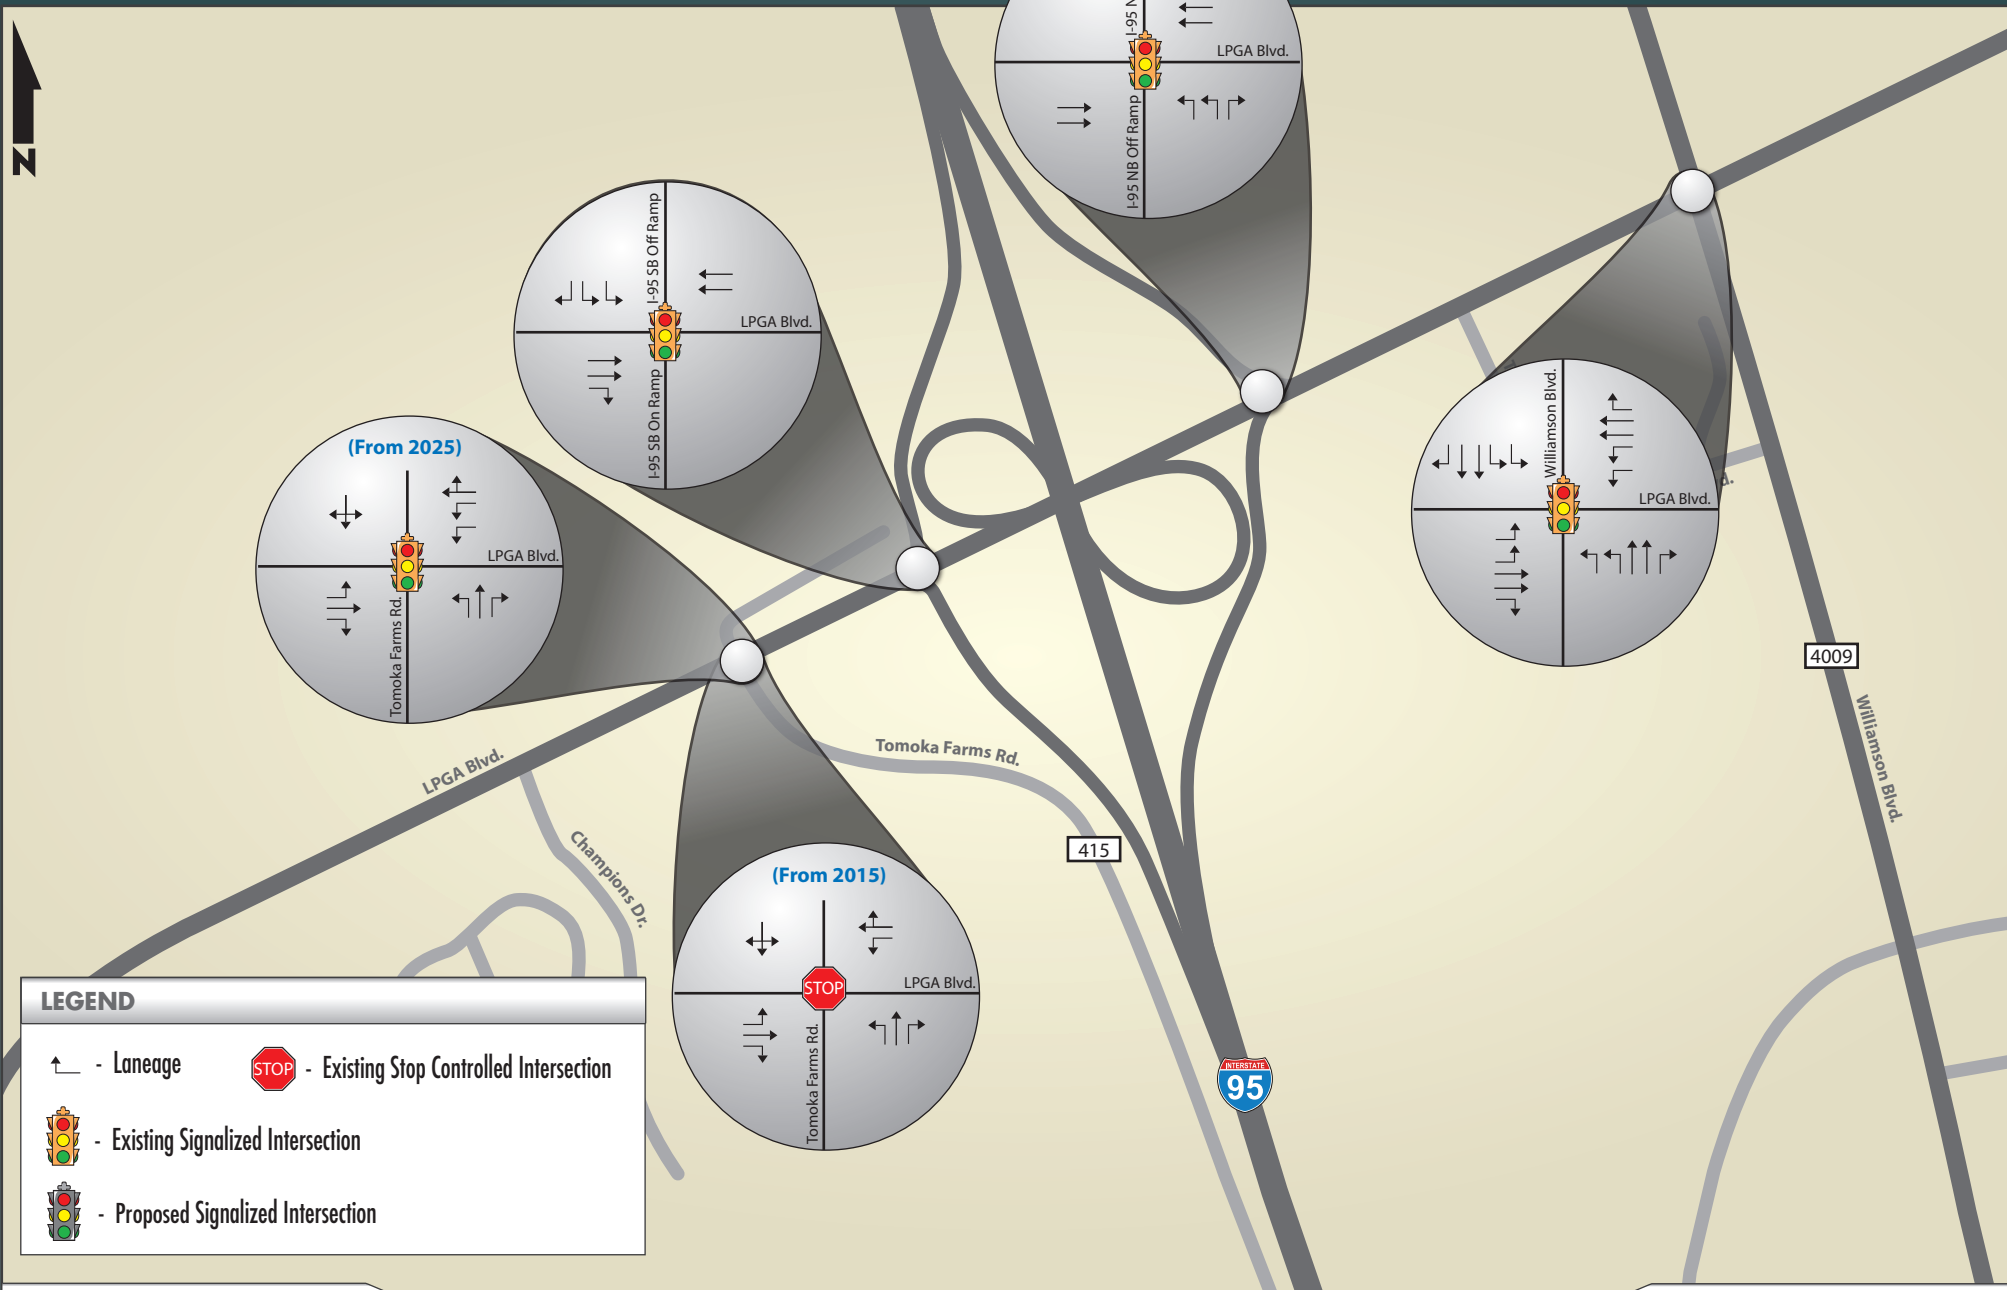 N
I-95 N
LPGA Blvd.
I-95 NB Off Ramp
I-95 SB Off Ramp
LPGA Blvd.
I-95 SB On Ramp
(From 2025)
LPGA Blvd.
Tomoka Farms Rd.
Williamson Blvd.
LPGA Blvd.
d.
4009
Williamson Blvd.
LPGA Blvd.
Tomoka Farms Rd.
Champions Dr.
415
(From 2015)
STOP
LPGA Blvd.
Tomoka Farms Rd.
INTERSTATE
95
LEGEND
- Laneage
STOP - Existing Stop Controlled Intersection
- Existing Signalized Intersection
- Proposed Signalized Intersection